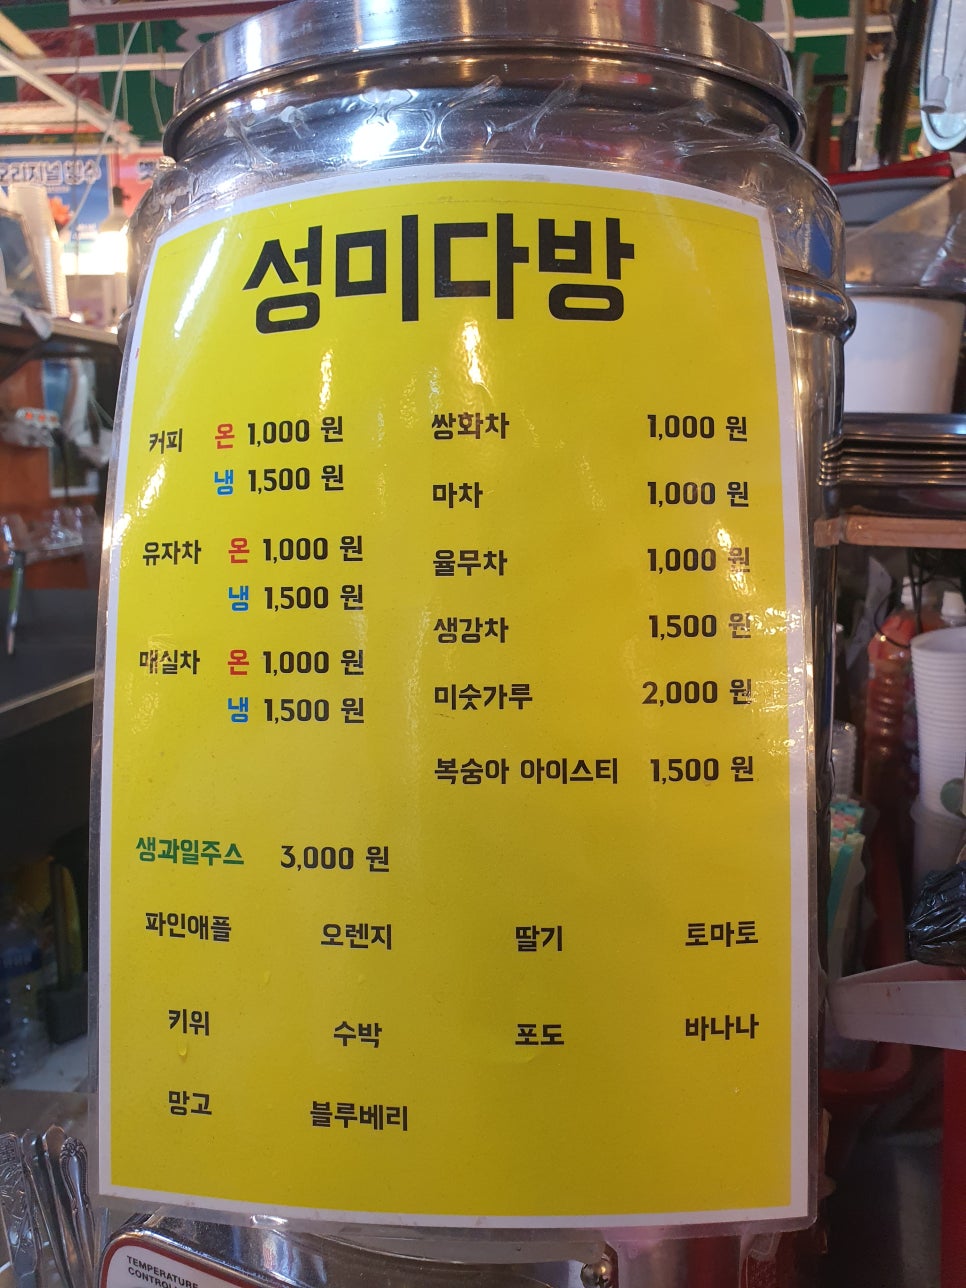 성미다방
커피 온 1,000 원
냉 1,500 원
유자차 온 1,000 원
냉 1,500 원
매실차 온 1,000 원
냉 1,500 원
쌍화차 1,000 원
마차 1,000 원
율무차 1,000 원
생강차 1,500 원
미숫가루 2,000 원
복숭아 아이스티 1,500 원
생과일주스 3,000 원
파인애플 오렌지 딸기 토마토
키위 수박 포도 바나나
망고 블루베리
TEMPERATURE